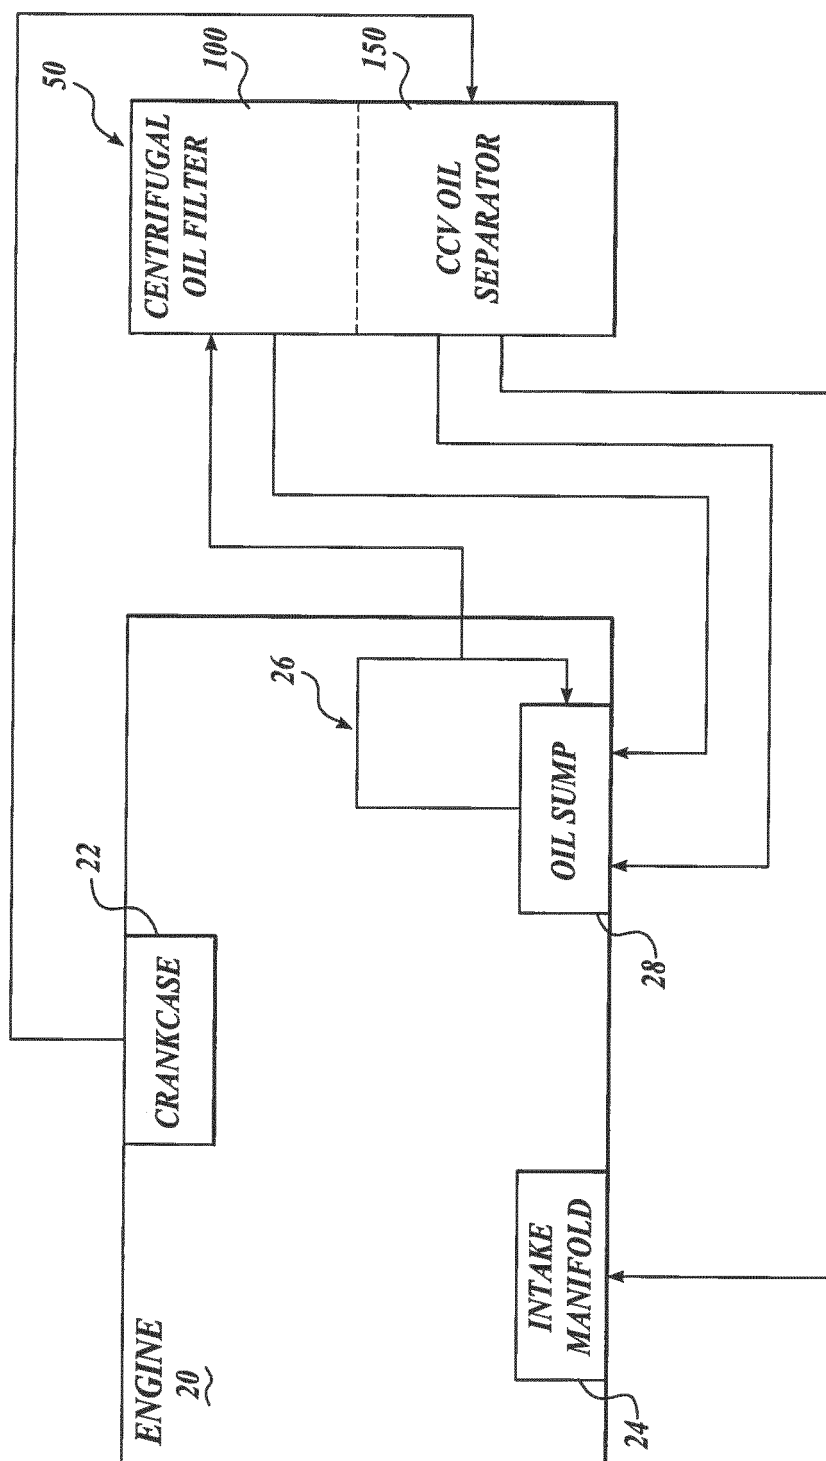 ENGINE
20
CRANKCASE
22
INTAKE
MANIFOLD
24
OIL SUMP
28
26
50
CENTRIFUGAL
OIL FILTER
100
CCV OIL
SEPARATOR
150